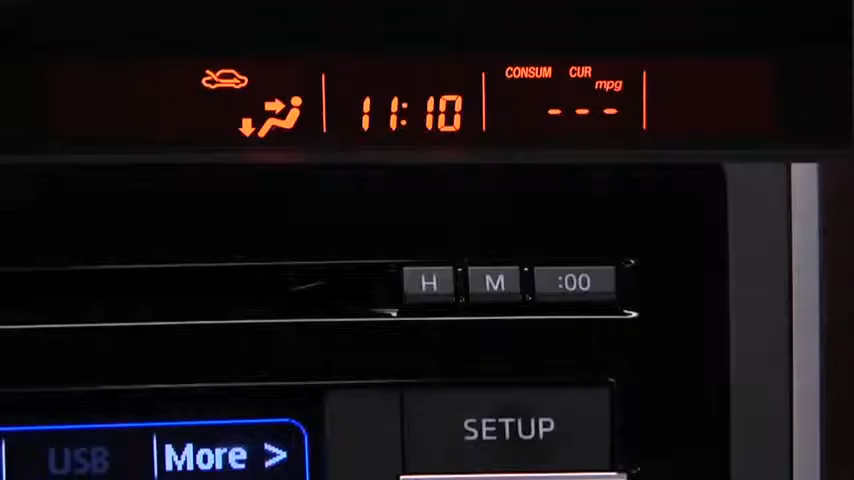 CONSUM CUR
mpg
11:10 - - -
H M :00
SETUP
USB More >